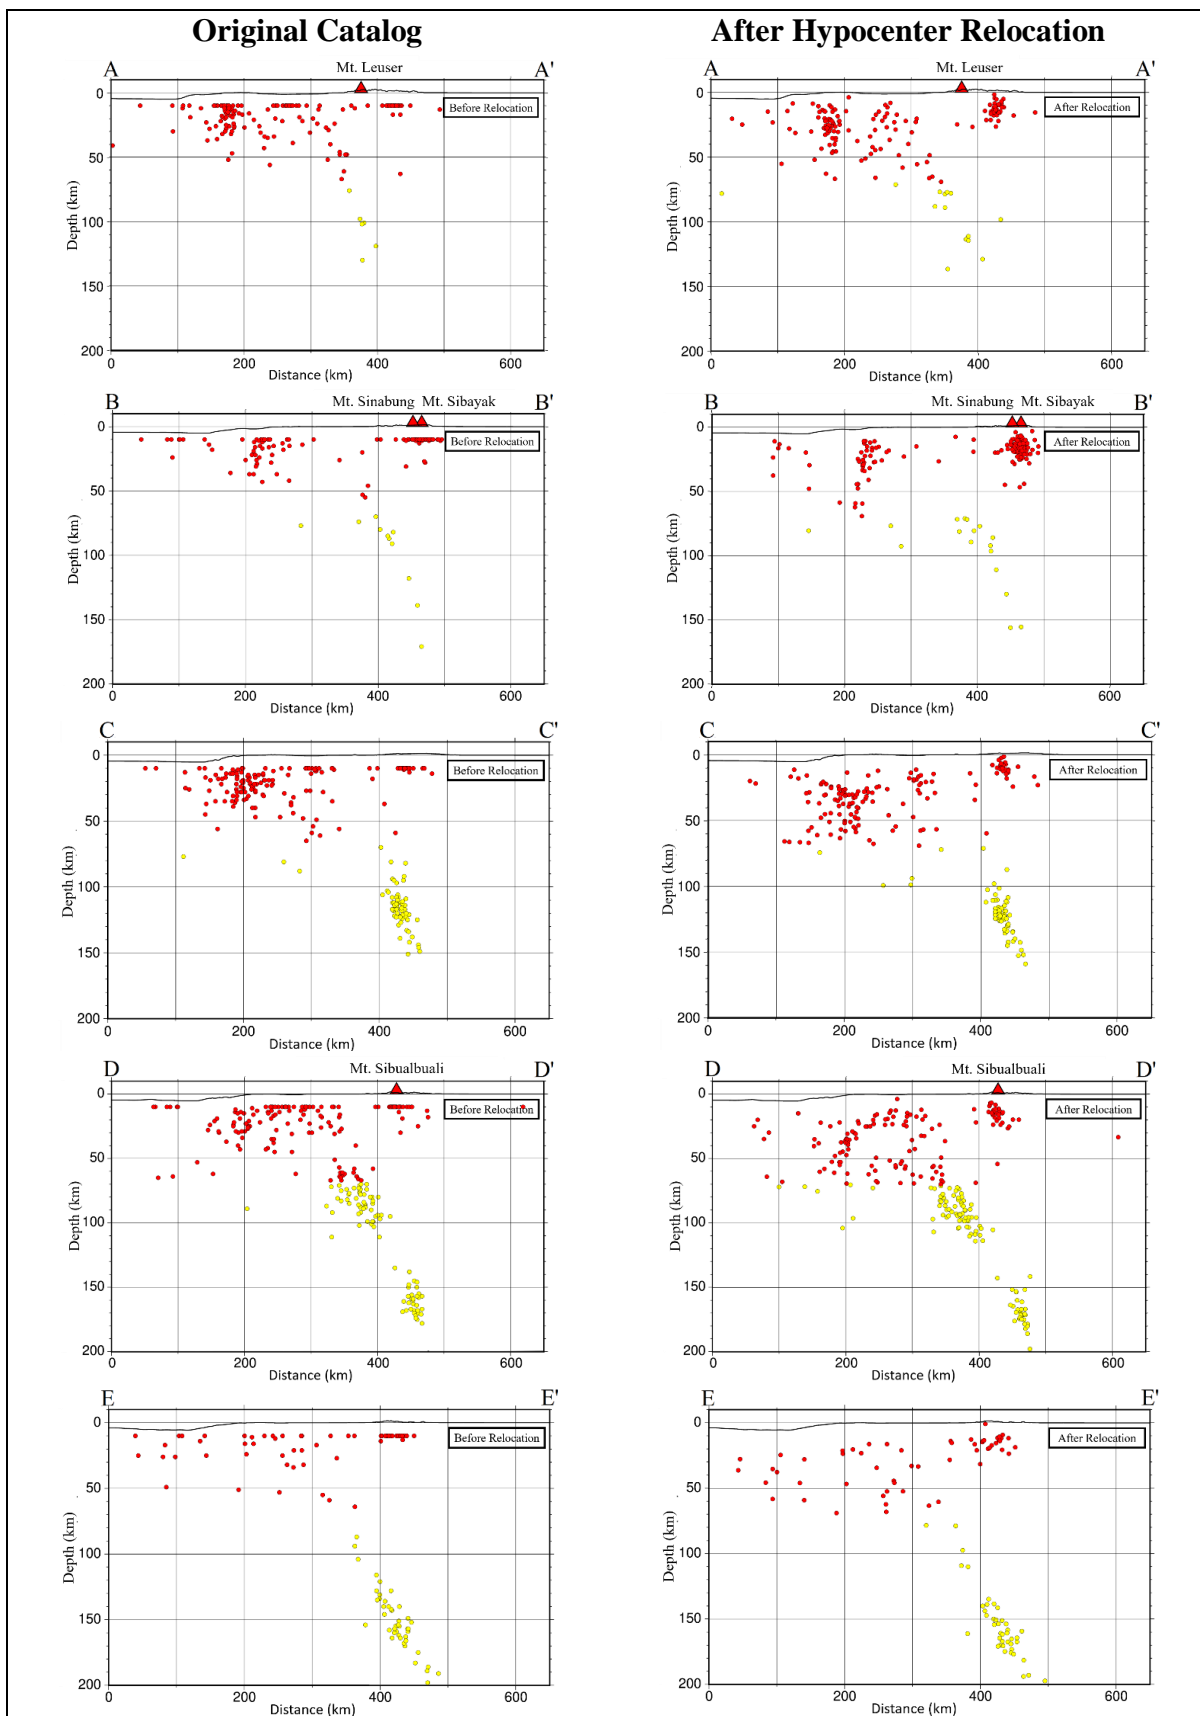 Original Catalog
After Hypocenter Relocation
A
Mt. Leuser
A'
Before Relocation
0
50
100
150
200
Depth (km)
0
200
400
600
Distance (km)
A
Mt. Leuser
A'
After Relocation
0
50
100
150
200
Depth (km)
0
200
400
600
Distance (km)
B
Mt. Sinabung Mt. Sibayak
B'
Before Relocation
0
50
100
150
200
Depth (km)
0
200
400
600
Distance (km)
B
Mt. Sinabung Mt. Sibayak
B'
After Relocation
0
50
100
150
200
Depth (km)
0
200
400
600
Distance (km)
C
C'
Before Relocation
0
50
100
150
200
Depth (km)
0
200
400
600
Distance (km)
C
C'
After Relocation
0
50
100
150
200
Depth (km)
0
200
400
600
Distance (km)
D
Mt. Sibualbuali
D'
Before Relocation
0
50
100
150
200
Depth (km)
0
200
400
600
Distance (km)
D
Mt. Sibualbuali
D'
After Relocation
0
50
100
150
200
Depth (km)
0
200
400
600
Distance (km)
E
E'
Before Relocation
0
50
100
150
200
Depth (km)
0
200
400
600
Distance (km)
E
E'
After Relocation
0
50
100
150
200
Depth (km)
0
200
400
600
Distance (km)